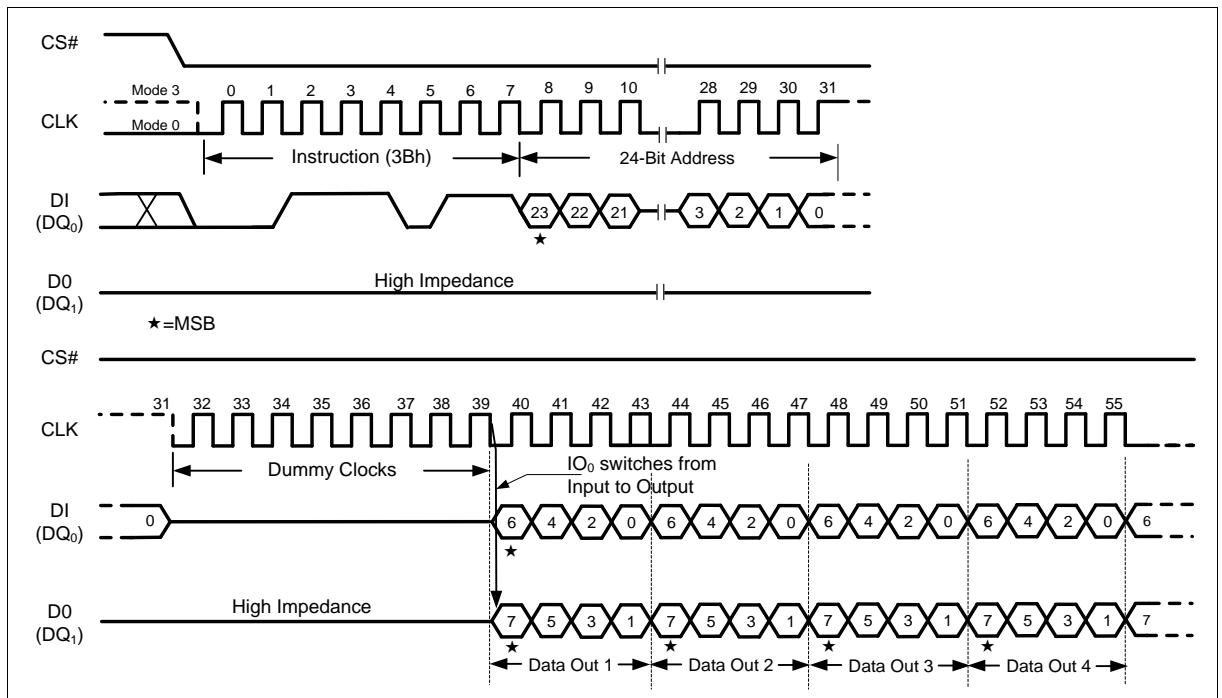 CS#
Mode 3
0 1 2 3 4 5 6 7 8 9 10 28 29 30 31
CLK
Mode 0
Instruction (3Bh) 24-Bit Address
DI
(DQ0)
23 22 21 3 2 1 0
★
D0
(DQ1)
High Impedance
★=MSB
CS#
31 32 33 34 35 36 37 38 39 40 41 42 43 44 45 46 47 48 49 50 51 52 53 54 55
CLK
Dummy Clocks
IO0 switches from
Input to Output
DI
(DQ0)
0 6 4 2 0 6 4 2 0 6 4 2 0 6 4 2 0 6
★
D0
(DQ1)
High Impedance
7 5 3 1 7 5 3 1 7 5 3 1 7 5 3 1 7
★ ★ ★ ★
Data Out 1 Data Out 2 Data Out 3 Data Out 4